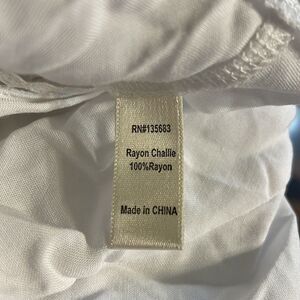 RN#135683
Rayon Challie
100%Rayon
Made in CHINA